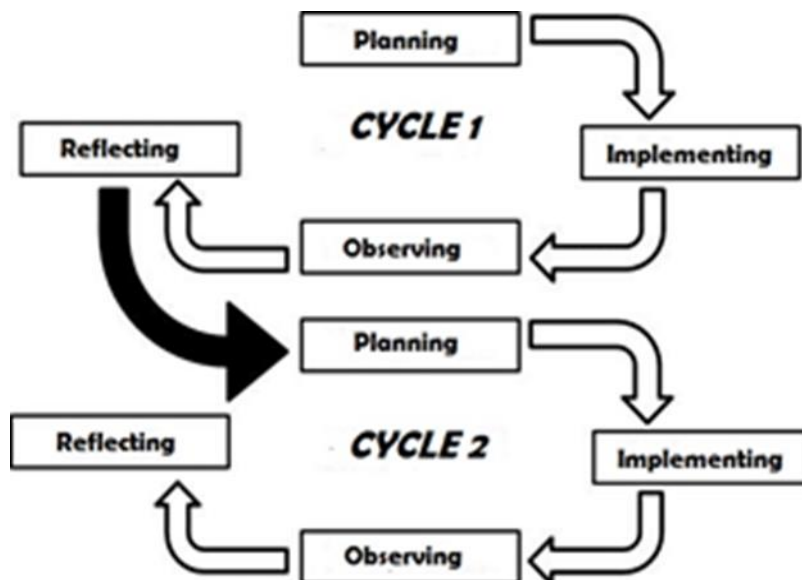 Planning
CYCLE 1
Reflecting
Implementing
Observing
Planning
CYCLE 2
Reflecting
Implementing
Observing